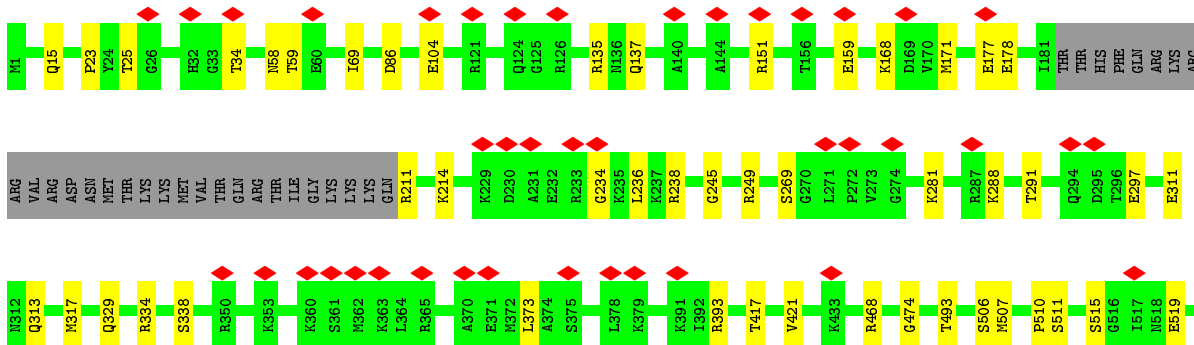 M1 Q15 P23 Y24 T25 G26 H32 G33 T34 N58 T59 E60 I69 D86 E104 R121 Q124 G125 R126 R135 N136 Q137 A140 A144 R151 T156 E159 K168 D169 V170 M171 E177 E178 I181 THR THR HIS PHE GLN ARG LYS ARG
ARG VAL ARG ASP ASN MET THR LYS LYS MET VAL THR GLN ARG THR ILE GLY LYS LYS LYS GLN R211 K214 K229 D230 A231 E232 R233 G234 K235 L236 K237 R238 G245 R249 S269 G270 L271 P272 V273 G274 K281 R287 K288 T291 Q294 D295 T296 E297 E311
N312 Q313 M317 Q329 R334 S338 R350 K353 K360 S361 M362 K363 L364 R365 A370 E371 M372 L373 A374 S375 L378 K379 K391 I392 R393 T417 V421 K433 R468 G474 T493 S506 M507 P510 S511 S515 G516 I517 N518 E519